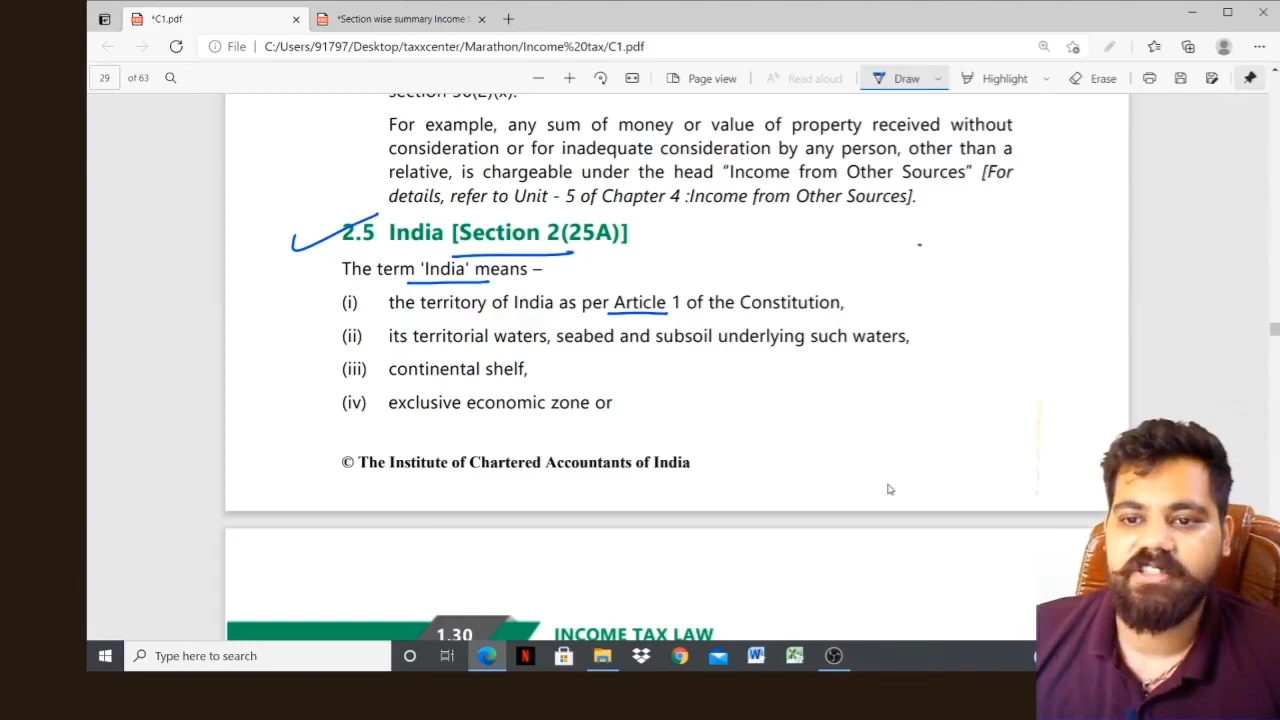 *C1.pdf
*Section wise summary Income
File
C:/Users/91797/Desktop/taxxcenter/Marathon/Income%20tax/C1.pdf
29 of 63
Page view
Read aloud
Draw
Highlight
Erase
For example, any sum of money or value of property received without
consideration or for inadequate consideration by any person, other than a
relative, is chargeable under the head “Income from Other Sources” [For
details, refer to Unit - 5 of Chapter 4 :Income from Other Sources].
2.5 India [Section 2(25A)]
The term 'India' means –
(i) the territory of India as per Article 1 of the Constitution,
(ii) its territorial waters, seabed and subsoil underlying such waters,
(iii) continental shelf,
(iv) exclusive economic zone or
© The Institute of Chartered Accountants of India
1.30 INCOME TAX LAW
Type here to search